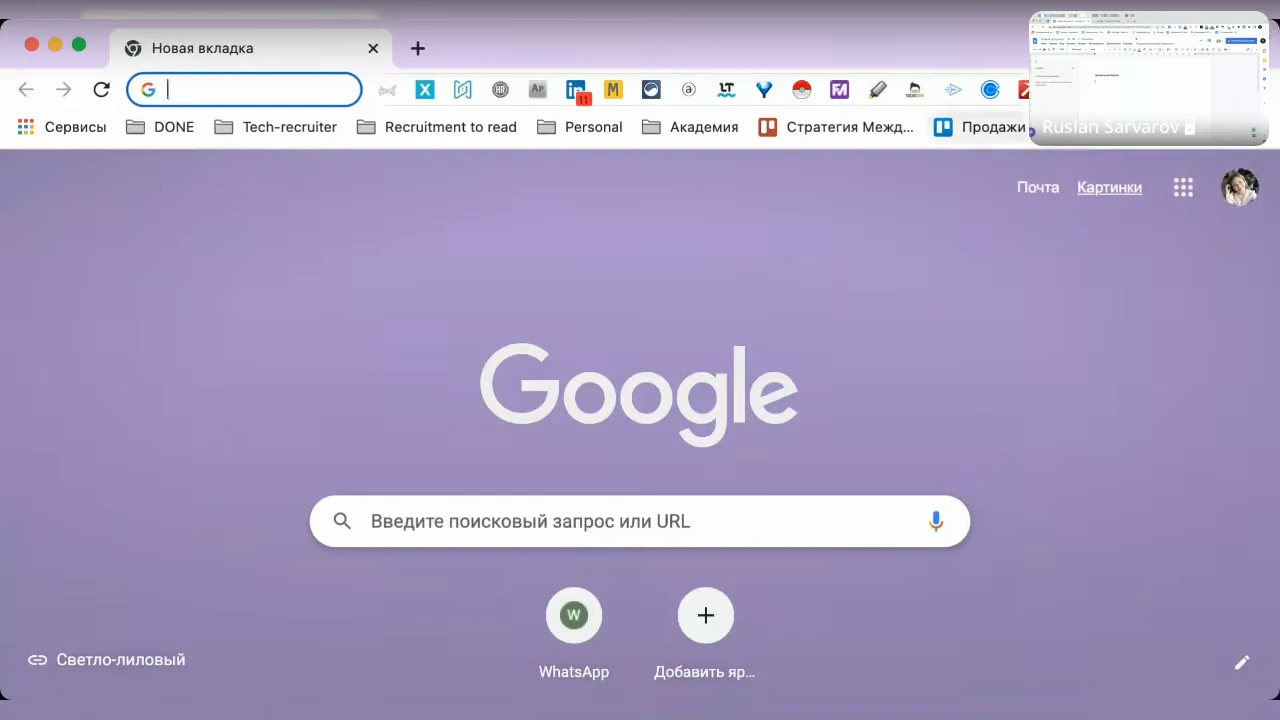 Новая вкладка
Сервисы DONE Tech-recruiter Recruitment to read Personal Академия Стратегия Межд... Продажи
Ruslan Sarvarov
Почта Картинки
Google
Введите поисковый запрос или URL
W
WhatsApp Добавить яр...
Светло-лиловый